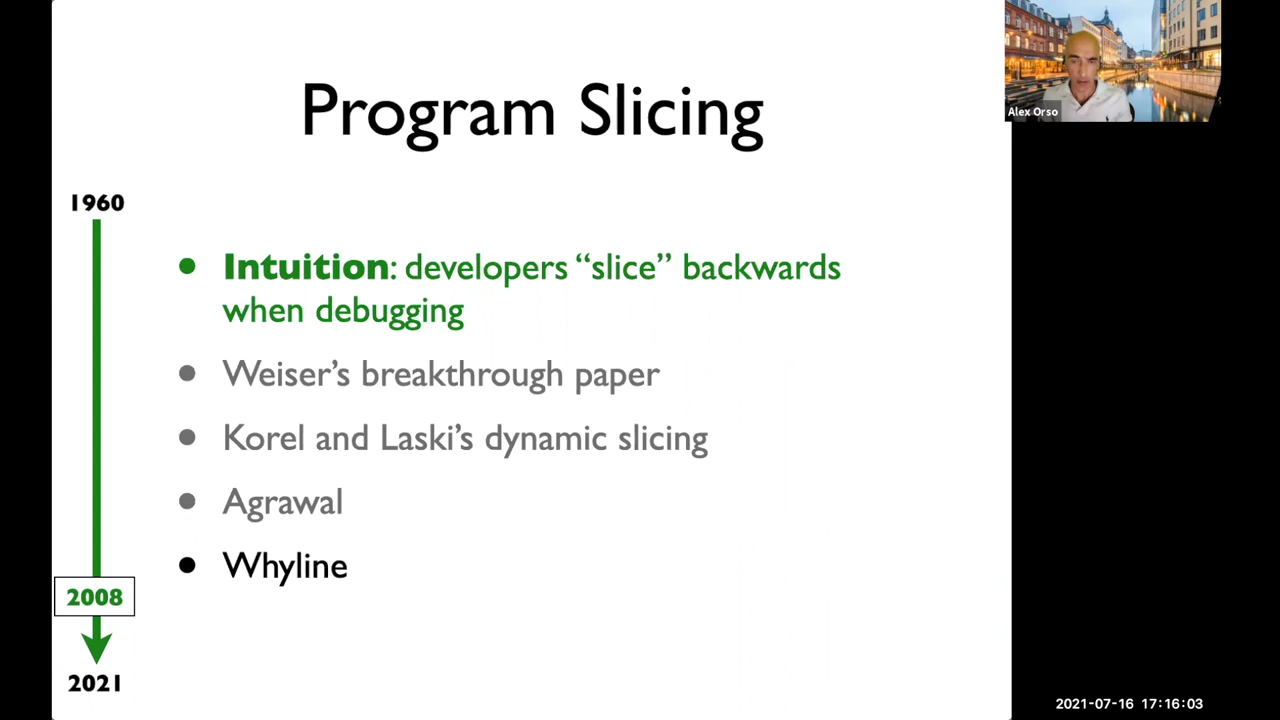 Program Slicing
1960
• Intuition: developers “slice” backwards
when debugging
• Weiser’s breakthrough paper
• Korel and Laski’s dynamic slicing
• Agrawal
• Whyline
2008
2021
Alex Orso
2021-07-16 17:16:03